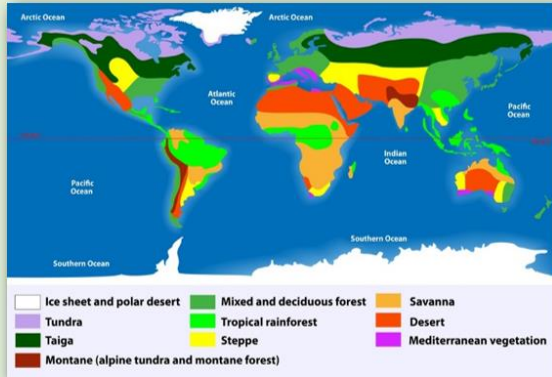 Arctic Ocean
Arctic Ocean
Atlantic
Ocean
Pacific
Ocean
Indian
Ocean
Pacific
Ocean
Southern Ocean
Southern Ocean
Ice sheet and polar desert
Mixed and deciduous forest
Savanna
Tundra
Tropical rainforest
Desert
Taiga
Steppe
Mediterranean vegetation
Montane (alpine tundra and montane forest)